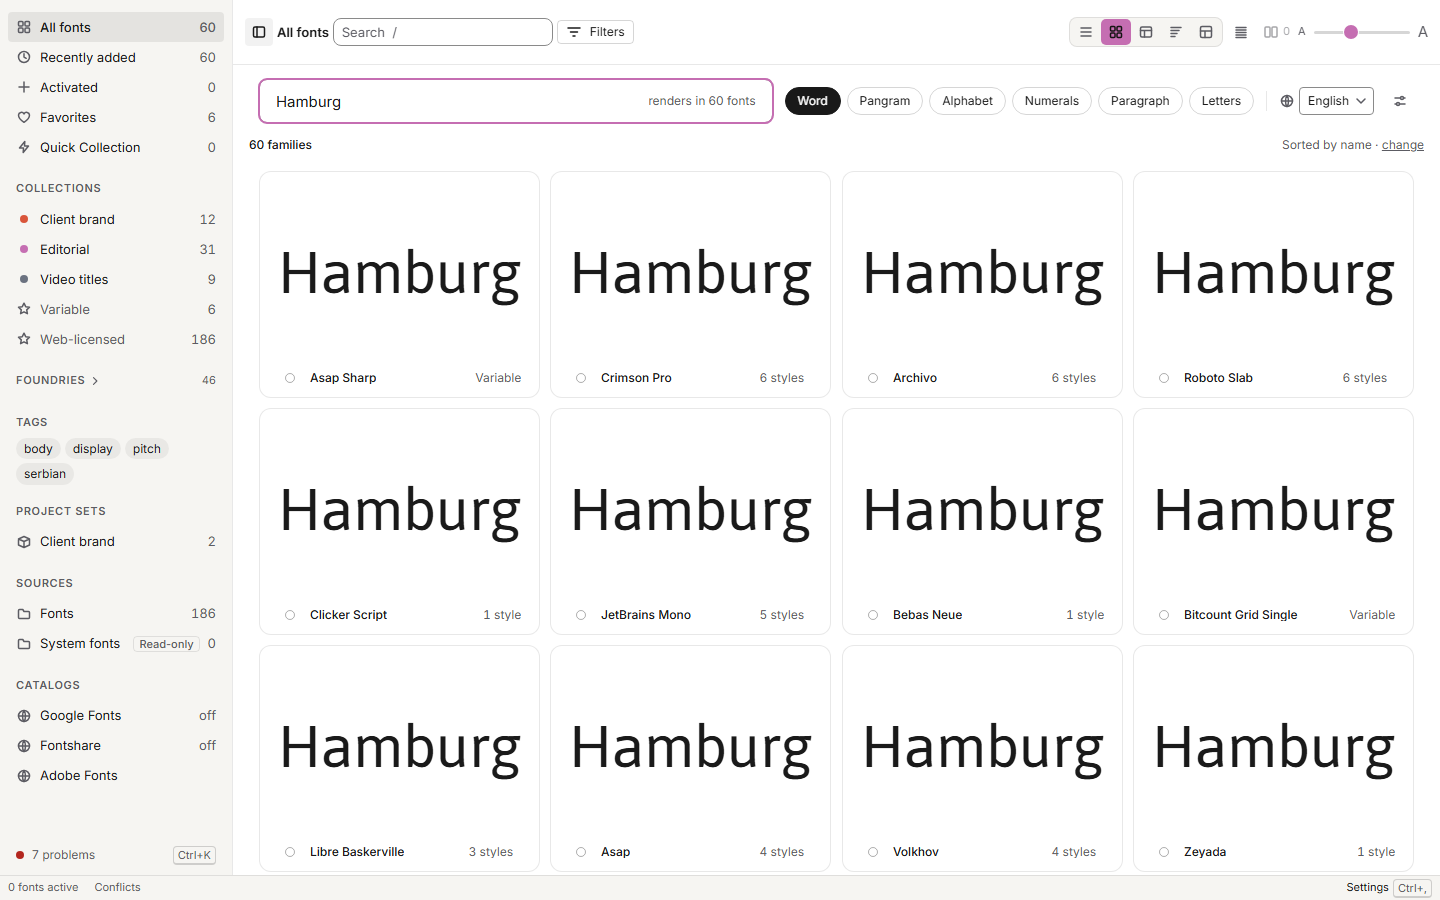 All fonts 60
Recently added 60
Activated 0
Favorites 6
Quick Collection 0
COLLECTIONS
Client brand 12
Editorial 31
Video titles 9
Variable 6
Web-licensed 186
FOUNDRIES 46
TAGS
body display pitch
serbian
PROJECT SETS
Client brand 2
SOURCES
Fonts 186
System fonts Read-only 0
CATALOGS
Google Fonts off
Fontshare off
Adobe Fonts
7 problems Ctrl+K
All fonts Search / Filters 0 A A
Hamburg renders in 60 fonts Word Pangram Alphabet Numerals Paragraph Letters English
60 families Sorted by name · change
Hamburg Hamburg Hamburg Hamburg
Asap Sharp Variable Crimson Pro 6 styles Archivo 6 styles Roboto Slab 6 styles
Hamburg Hamburg Hamburg Hamburg
Clicker Script 1 style JetBrains Mono 5 styles Bebas Neue 1 style Bitcount Grid Single Variable
Hamburg Hamburg Hamburg Hamburg
Libre Baskerville 3 styles Asap 4 styles Volkhov 4 styles Zeyada 1 style
0 fonts active Conflicts Settings Ctrl+,